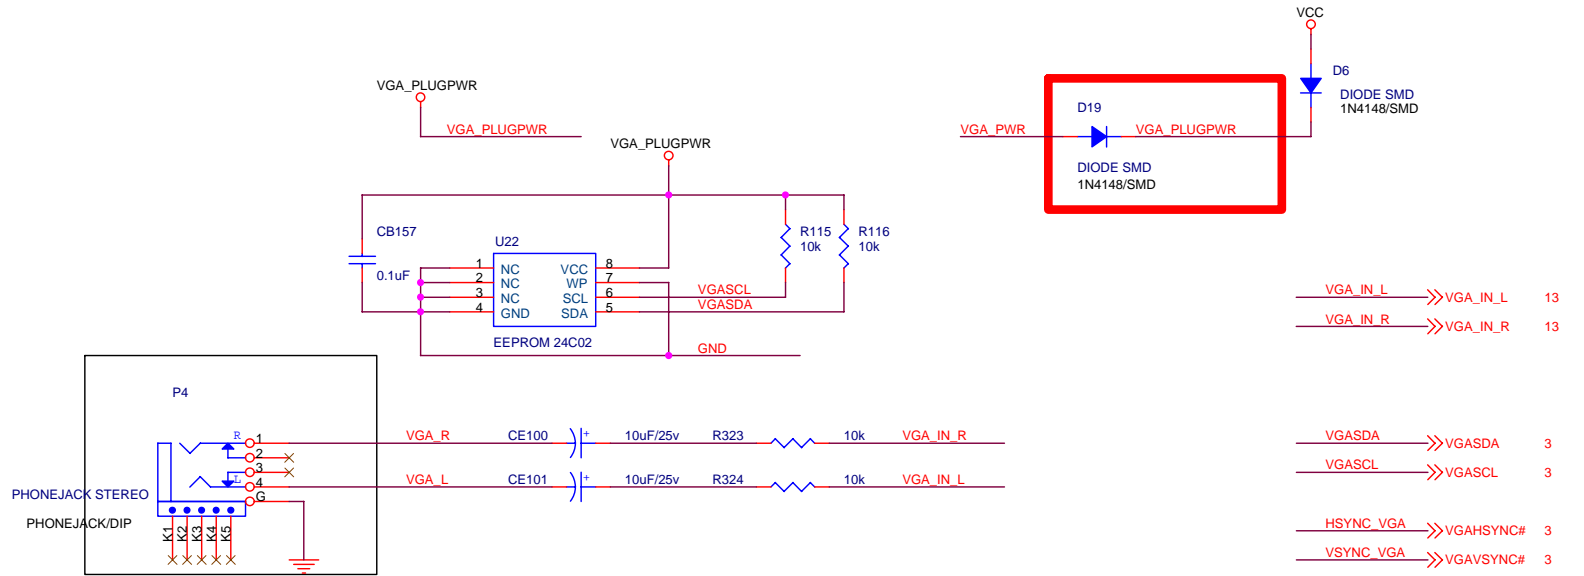 VCC
D6
DIODE SMD
1N4148/SMD
VGA_PLUGPWR
VGA_PLUGPWR
D19
VGA_PWR
VGA_PLUGPWR
DIODE SMD
1N4148/SMD
VGA_PLUGPWR
CB157
0.1uF
R115
10k
R116
10k
U22
1 NC VCC 8
2 NC WP 7
3 NC SCL 6
4 GND SDA 5
VGASCL
VGASDA
EEPROM 24C02
GND
VGA_IN_L VGA_IN_L 13
VGA_IN_R VGA_IN_R 13
P4
R 1
2
3
L 4
G
PHONEJACK STEREO
PHONEJACK/DIP
K1
K2
K3
K4
K5
VGA_R CE100 + 10uF/25v R323 10k VGA_IN_R
VGA_L CE101 + 10uF/25v R324 10k VGA_IN_L
VGASDA VGASDA 3
VGASCL VGASCL 3
HSYNC_VGA VGAHSYNC# 3
VSYNC_VGA VGAVSYNC# 3